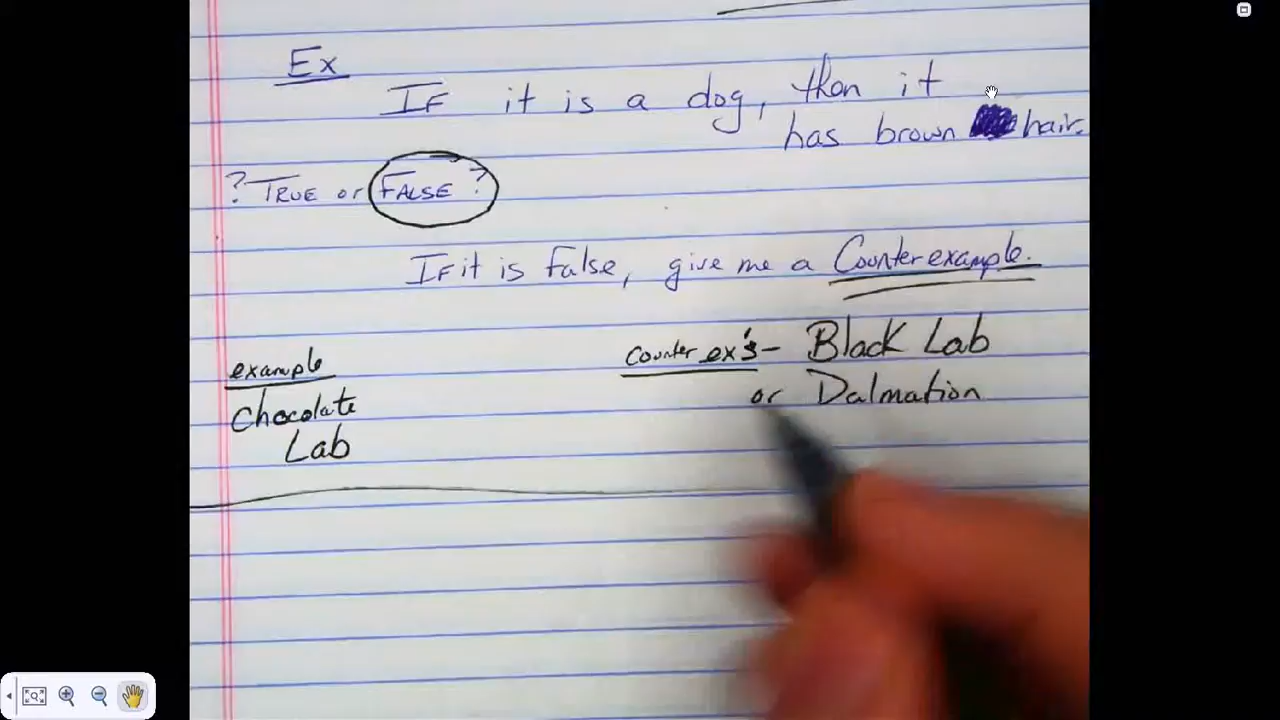 Ex
IF it is a dog, then it
has brown hair.
? TRUE or FALSE?
IF it is false, give me a Counterexample.
example
Chocolate
Lab
Counter ex's - Black Lab
or Dalmation